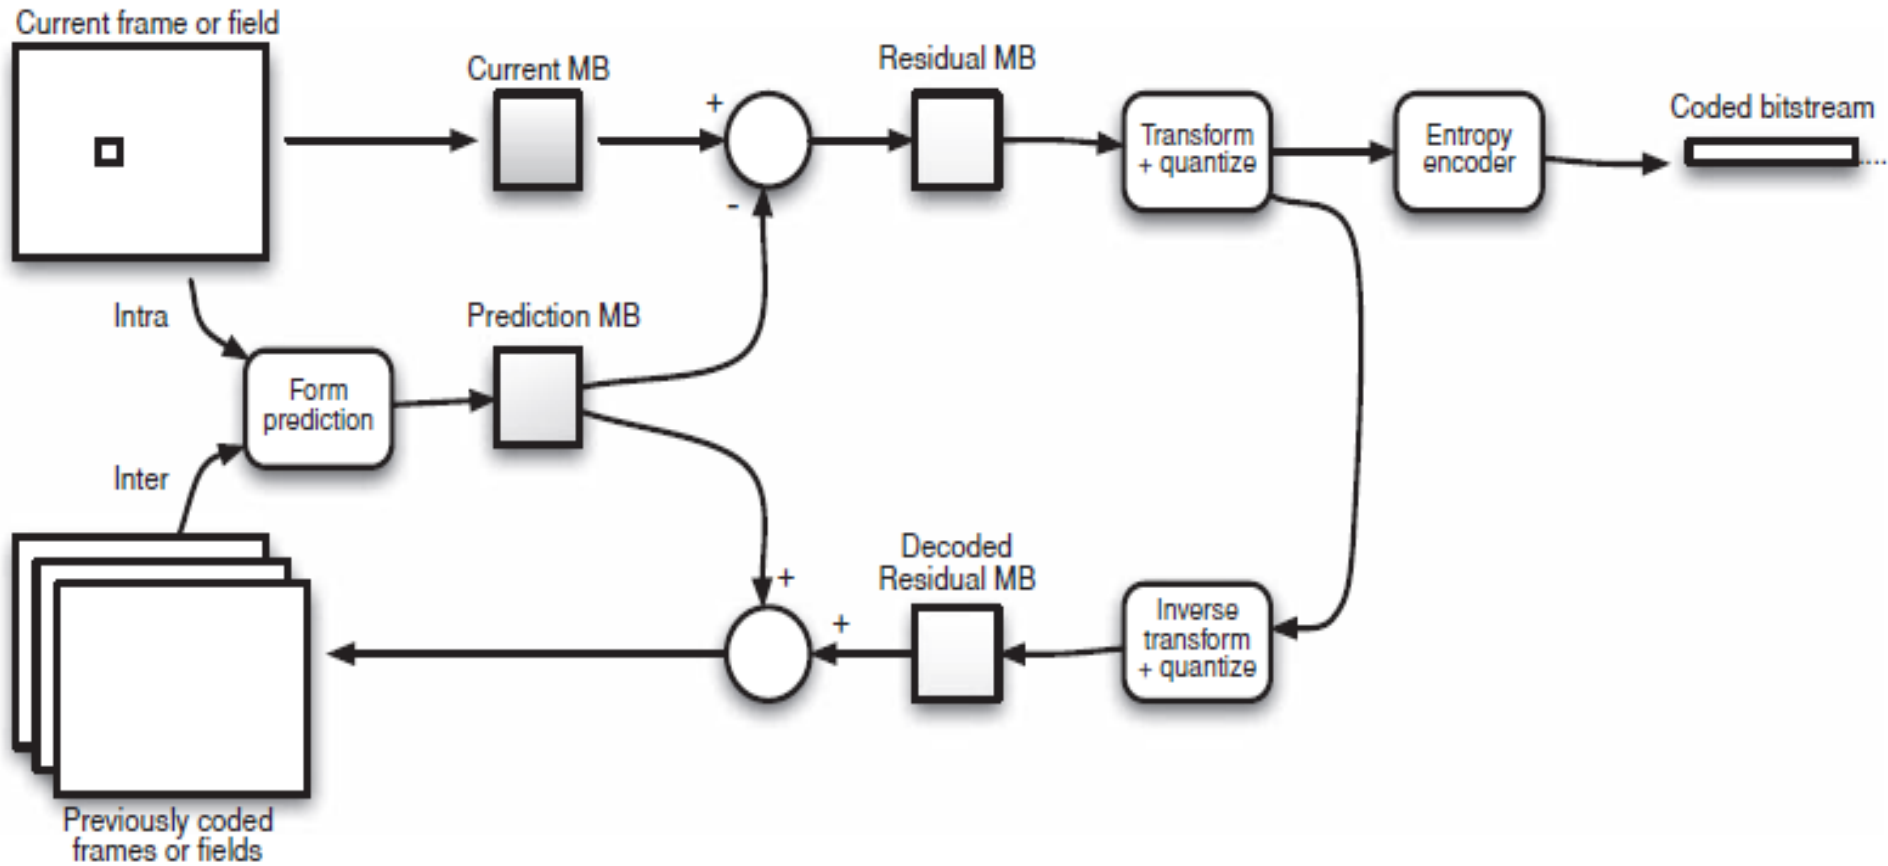 Current frame or field
Current MB
Residual MB
Coded bitstream
+
Transform
+ quantize
Entropy
encoder
....
-
Intra
Prediction MB
Form
prediction
Inter
Decoded
Residual MB
+
+
Inverse
transform
+ quantize
Previously coded
frames or fields